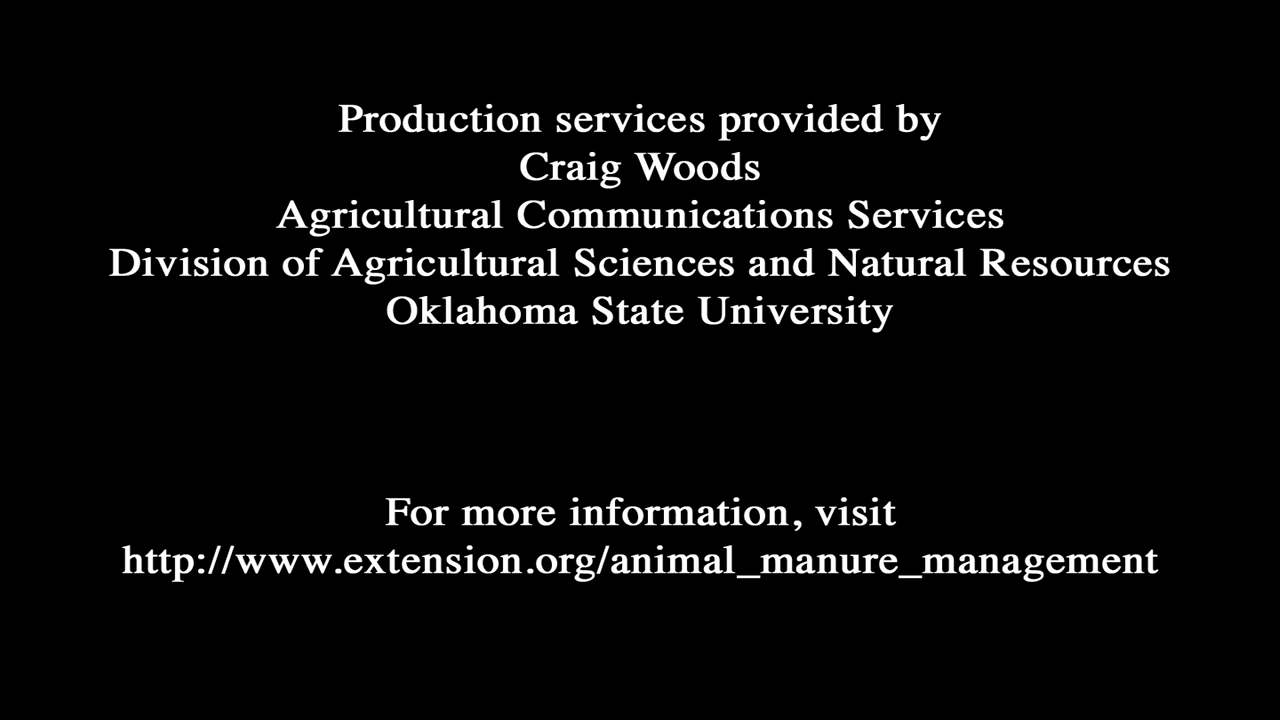 Production services provided by
Craig Woods
Agricultural Communications Services
Division of Agricultural Sciences and Natural Resources
Oklahoma State University
For more information, visit
http://www.extension.org/animal_manure_management